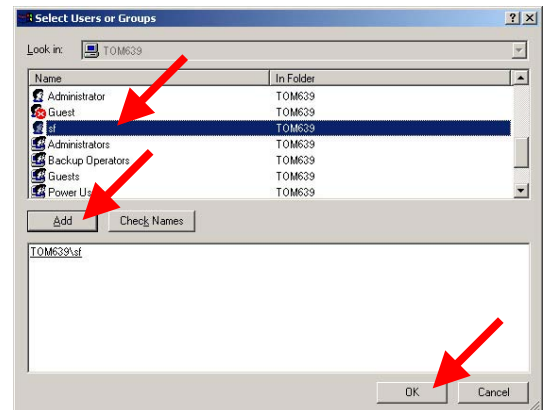 Select Users or Groups
Look in: TOM639
Name In Folder
Administrator TOM639
Guest TOM639
sf TOM639
Administrators TOM639
Backup Operators TOM639
Guests TOM639
Power Us TOM639
Add Check Names
TOM639\sf
OK Cancel